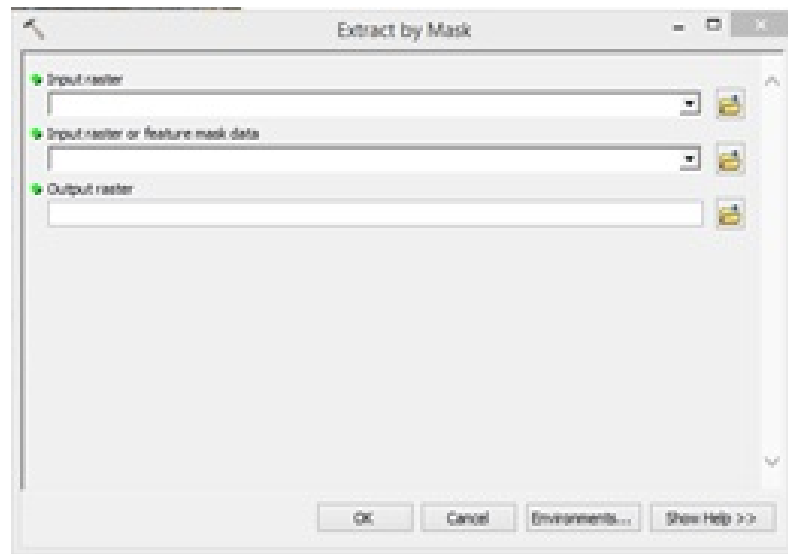 Extract by Mask
Input raster
Input raster or feature mask data
Output raster
OK
Cancel
Environments...
Show Help >>